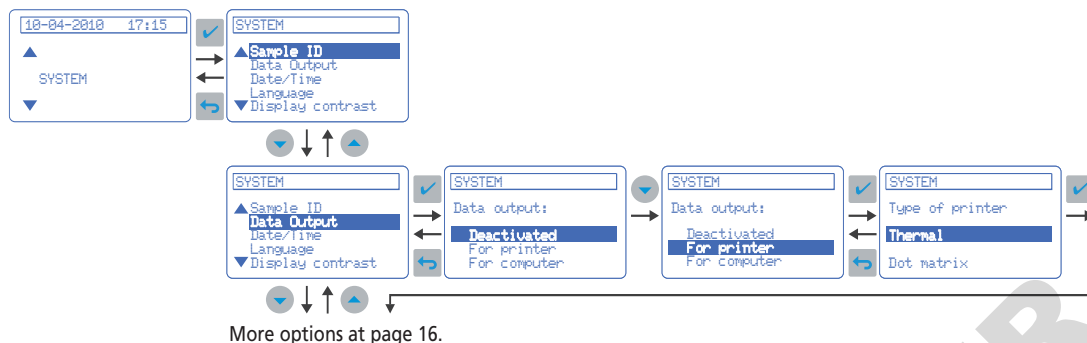 10-04-2010 17:15
SYSTEM
SYSTEM
Sample ID
Data Output
Date/Time
Language
Display contrast
SYSTEM
Sample ID
Data Output
Date/Time
Language
Display contrast
SYSTEM
Data output:
Deactivated
For printer
For computer
SYSTEM
Data output:
Deactivated
For printer
For computer
SYSTEM
Type of printer
Thermal
Dot matrix
More options at page 16.
B